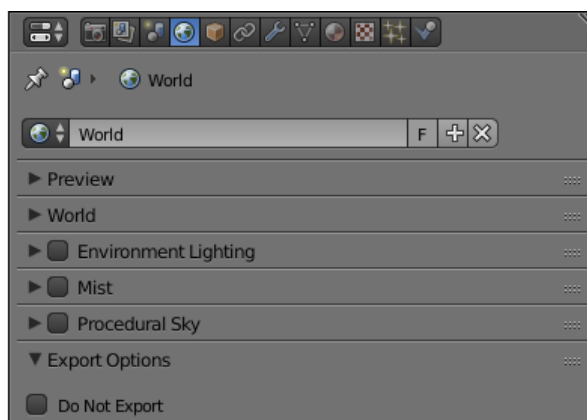 World
World F
Preview
World
Environment Lighting
Mist
Procedural Sky
Export Options
Do Not Export